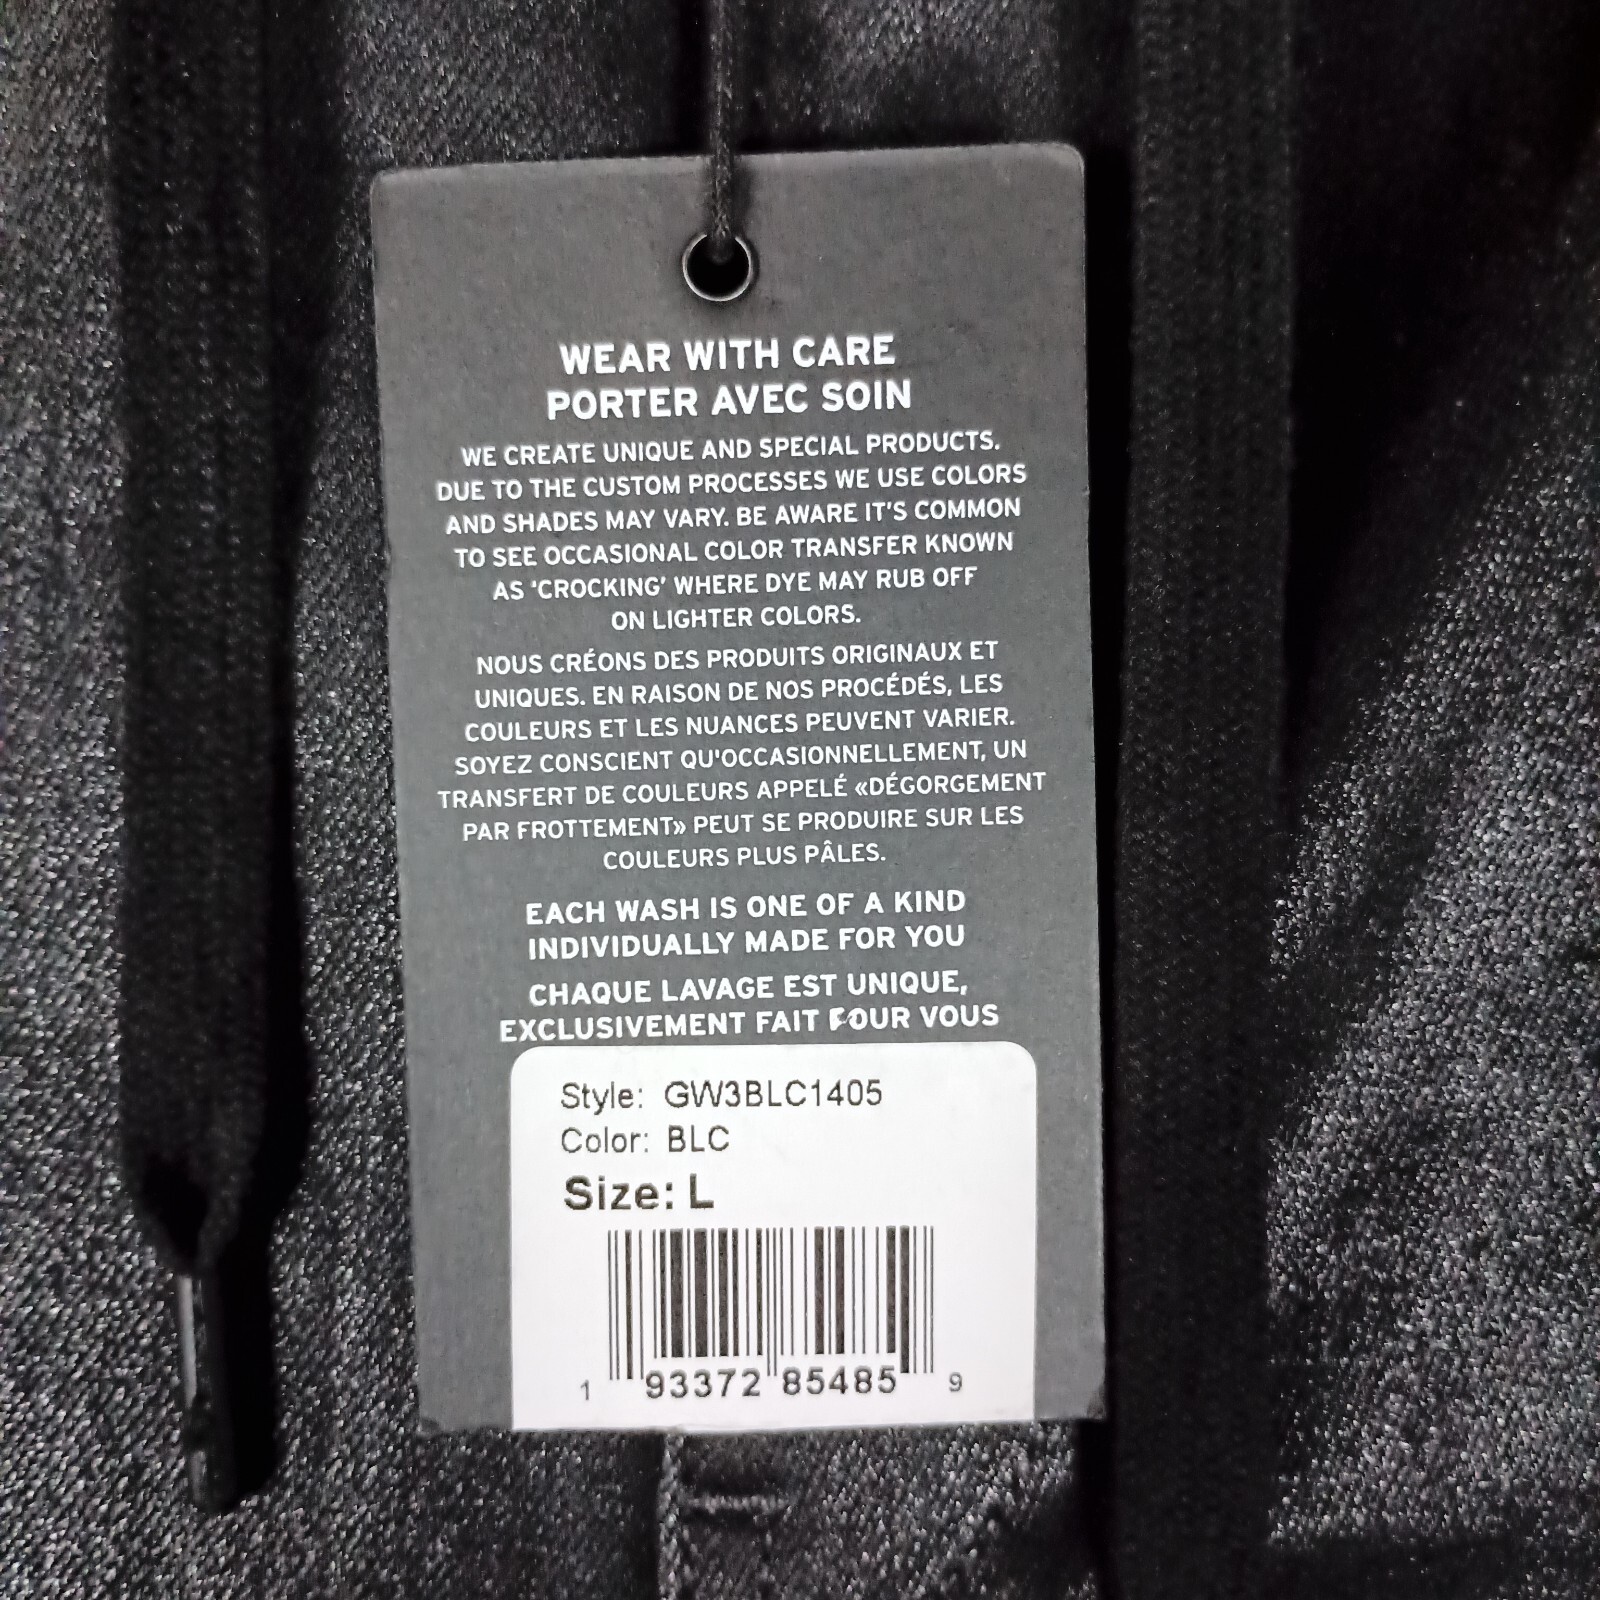 WEAR WITH CARE
PORTER AVEC SOIN
WE CREATE UNIQUE AND SPECIAL PRODUCTS.
DUE TO THE CUSTOM PROCESSES WE USE COLORS
AND SHADES MAY VARY. BE AWARE IT'S COMMON
TO SEE OCCASIONAL COLOR TRANSFER KNOWN
AS 'CROCKING' WHERE DYE MAY RUB OFF
ON LIGHTER COLORS.
NOUS CRÉONS DES PRODUITS ORIGINAUX ET
UNIQUES. EN RAISON DE NOS PROCÉDÉS, LES
COULEURS ET LES NUANCES PEUVENT VARIER.
SOYEZ CONSCIENT QU'OCCASIONNELLEMENT, UN
TRANSFERT DE COULEURS APPELÉ «DÉGORGEMENT
PAR FROTTEMENT» PEUT SE PRODUIRE SUR LES
COULEURS PLUS PÂLES.
EACH WASH IS ONE OF A KIND
INDIVIDUALLY MADE FOR YOU
CHAQUE LAVAGE EST UNIQUE,
EXCLUSIVEMENT FAIT POUR VOUS
Style: GW3BLC1405
Color: BLC
Size: L
1 93372 85485 9